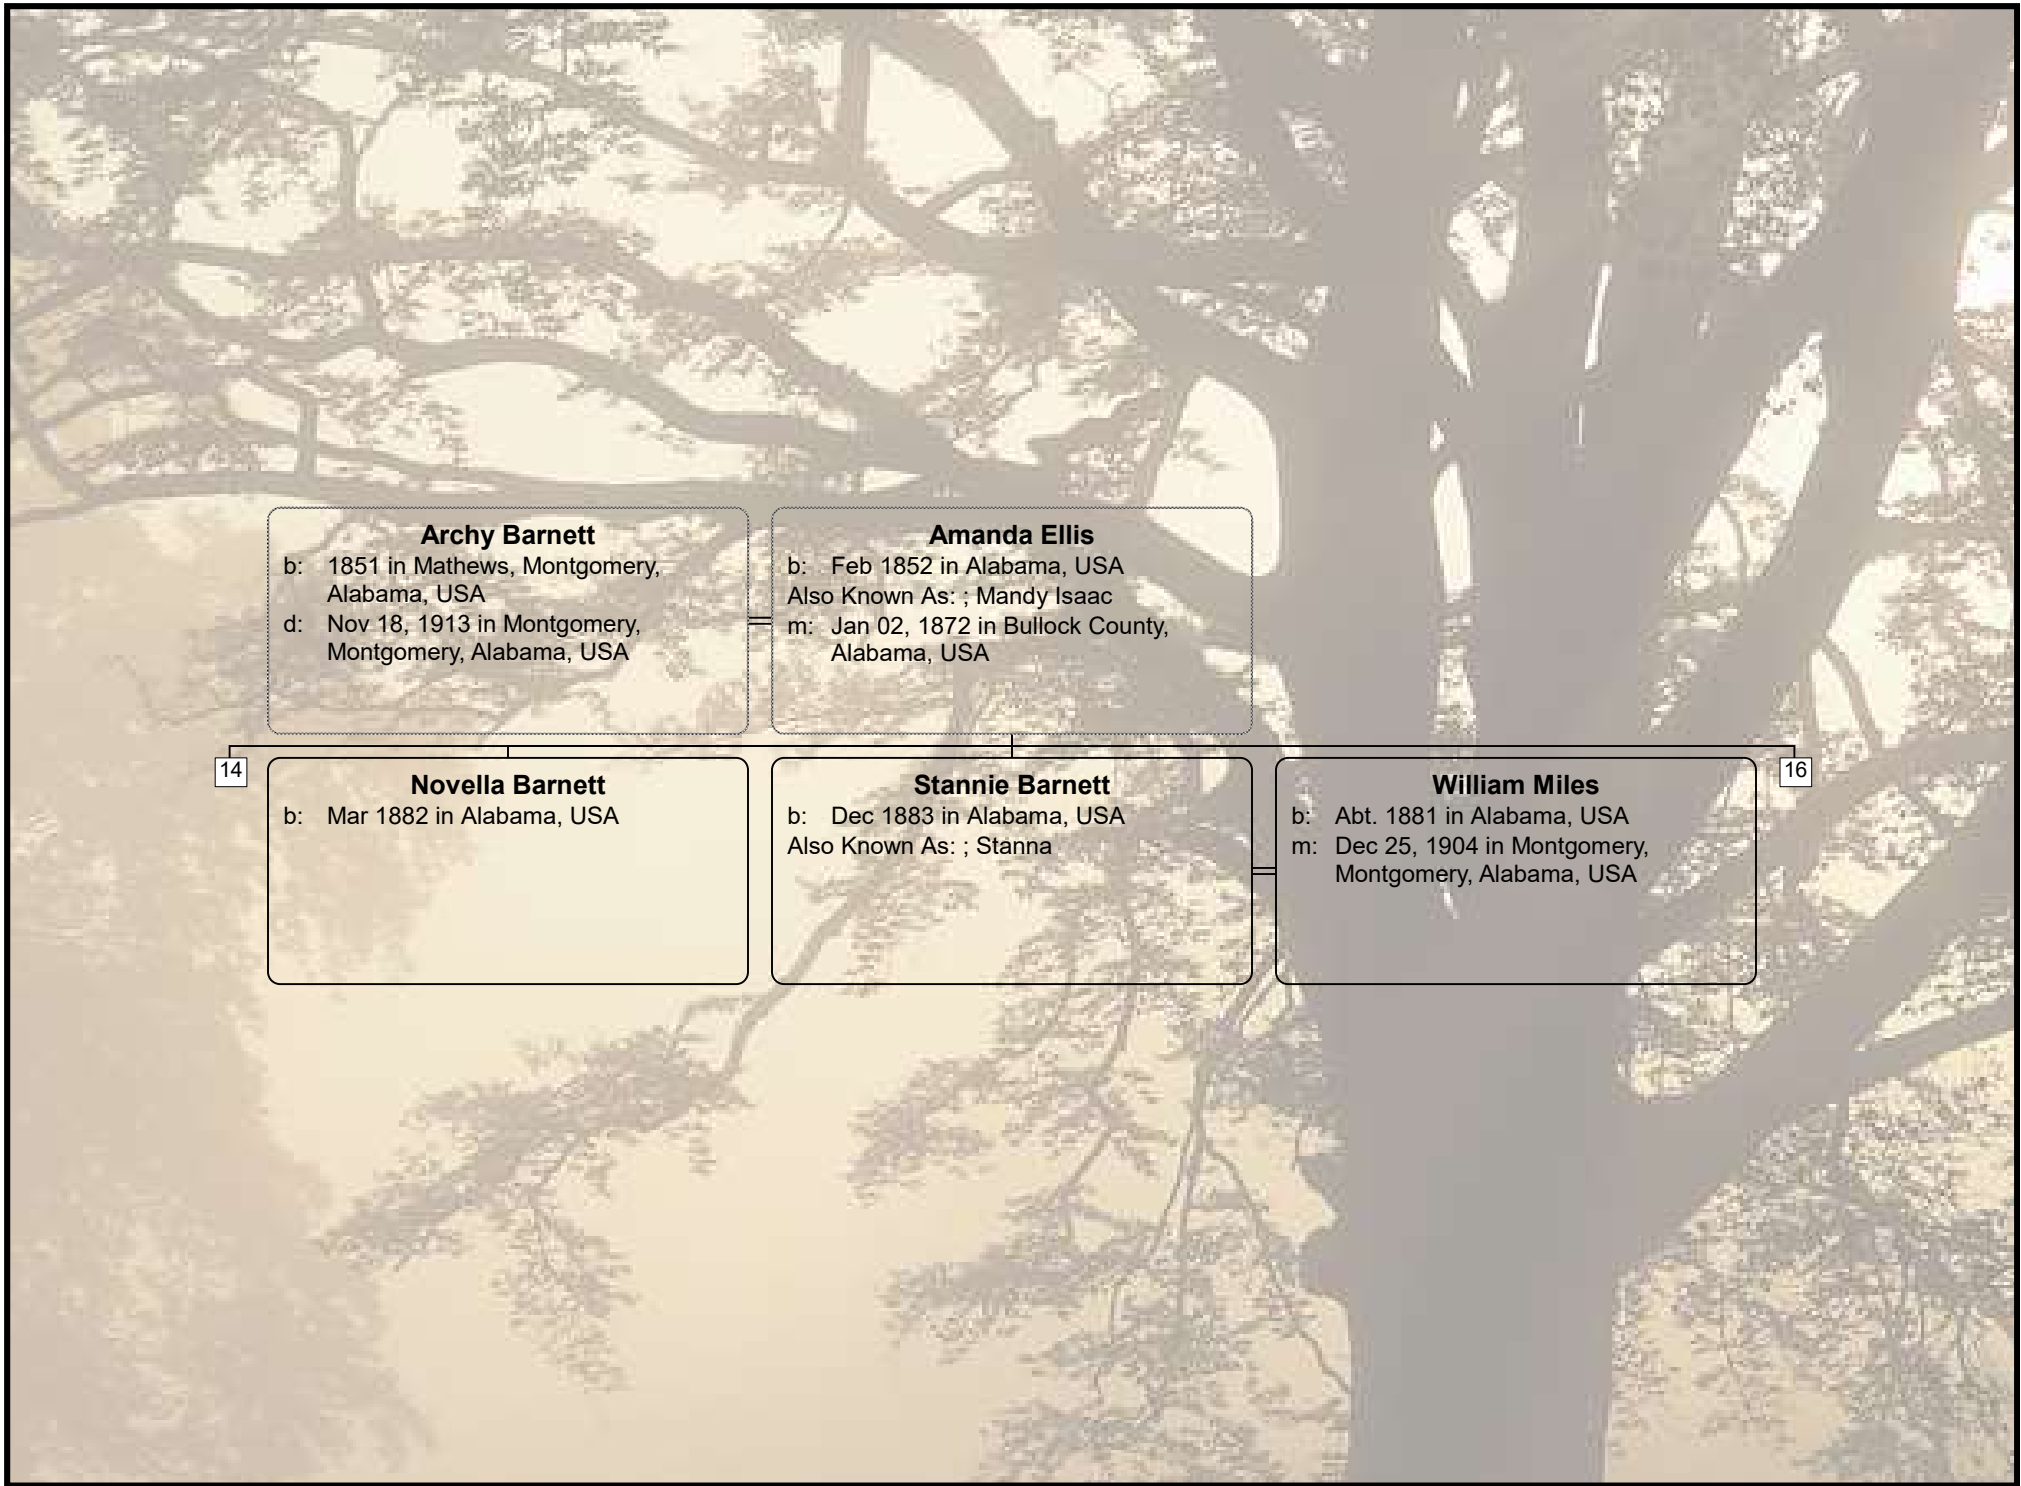 Archy Barnett
b: 1851 in Mathews, Montgomery,
Alabama, USA
d: Nov 18, 1913 in Montgomery,
Montgomery, Alabama, USA
Amanda Ellis
b: Feb 1852 in Alabama, USA
Also Known As: ; Mandy Isaac
m: Jan 02, 1872 in Bullock County,
Alabama, USA
14
Novella Barnett
b: Mar 1882 in Alabama, USA
Stannie Barnett
b: Dec 1883 in Alabama, USA
Also Known As: ; Stanna
William Miles
b: Abt. 1881 in Alabama, USA
m: Dec 25, 1904 in Montgomery,
Montgomery, Alabama, USA
16